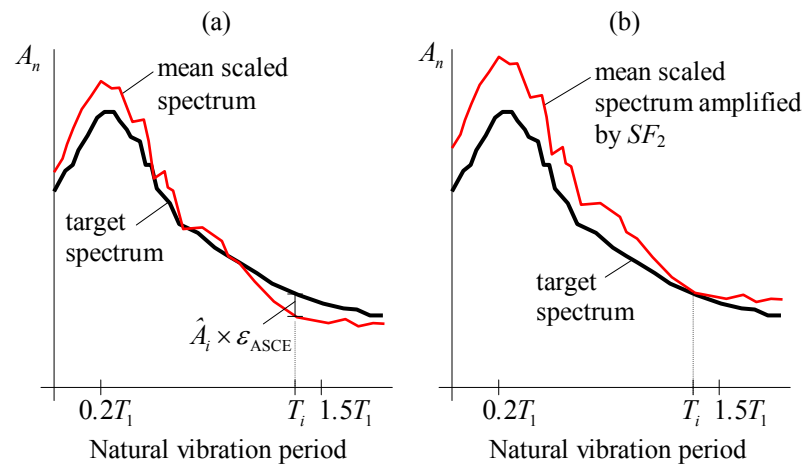 (a)
A_n
mean scaled
spectrum
target
spectrum
Â_i × ε_ASCE
0.2T_1
T_i
1.5T_1
Natural vibration period
(b)
A_n
mean scaled
spectrum amplified
by SF_2
target
spectrum
0.2T_1
T_i
1.5T_1
Natural vibration period